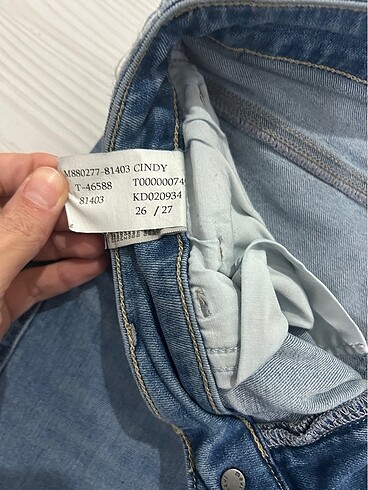 M880277-81403 CINDY
T-46588 T00000074
81403 KD020934
26 / 27